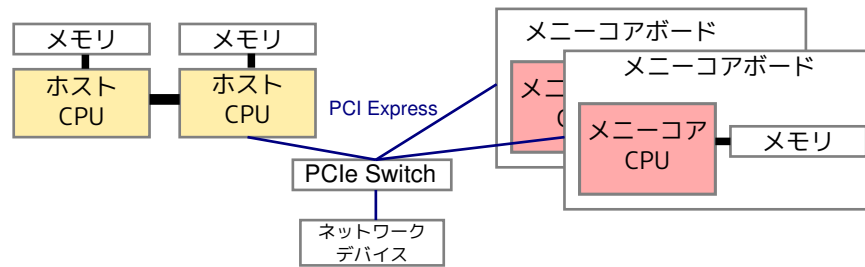 メモリ
メモリ
ホスト
CPU
ホスト
CPU
PCI Express
PCIe Switch
ネットワーク
デバイス
メニーコアボード
メニ
メニーコアボード
メニーコア
CPU
メモリ